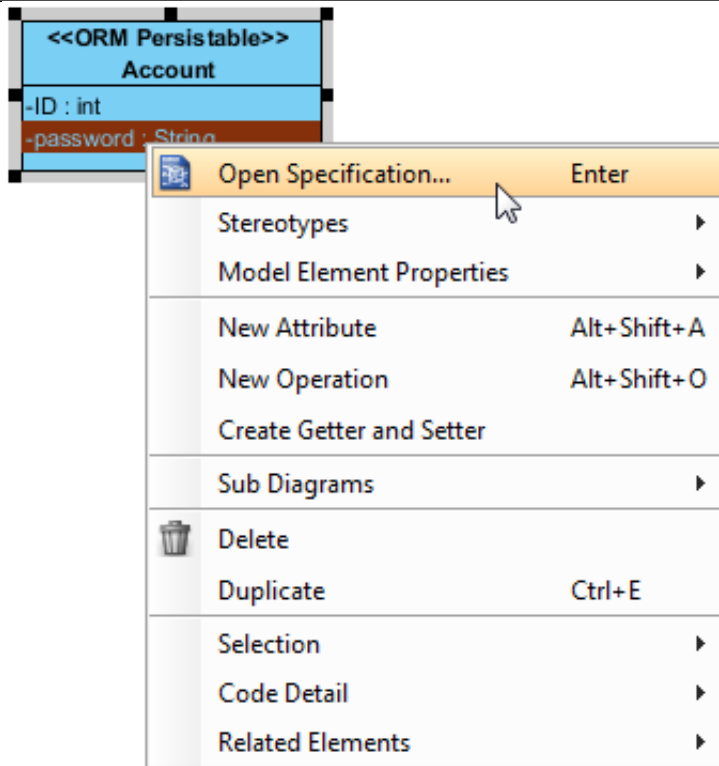 <<ORM Persistable>>
Account
-ID : int
-password : String
Open Specification... Enter
Stereotypes
Model Element Properties
New Attribute Alt+Shift+A
New Operation Alt+Shift+O
Create Getter and Setter
Sub Diagrams
Delete
Duplicate Ctrl+E
Selection
Code Detail
Related Elements